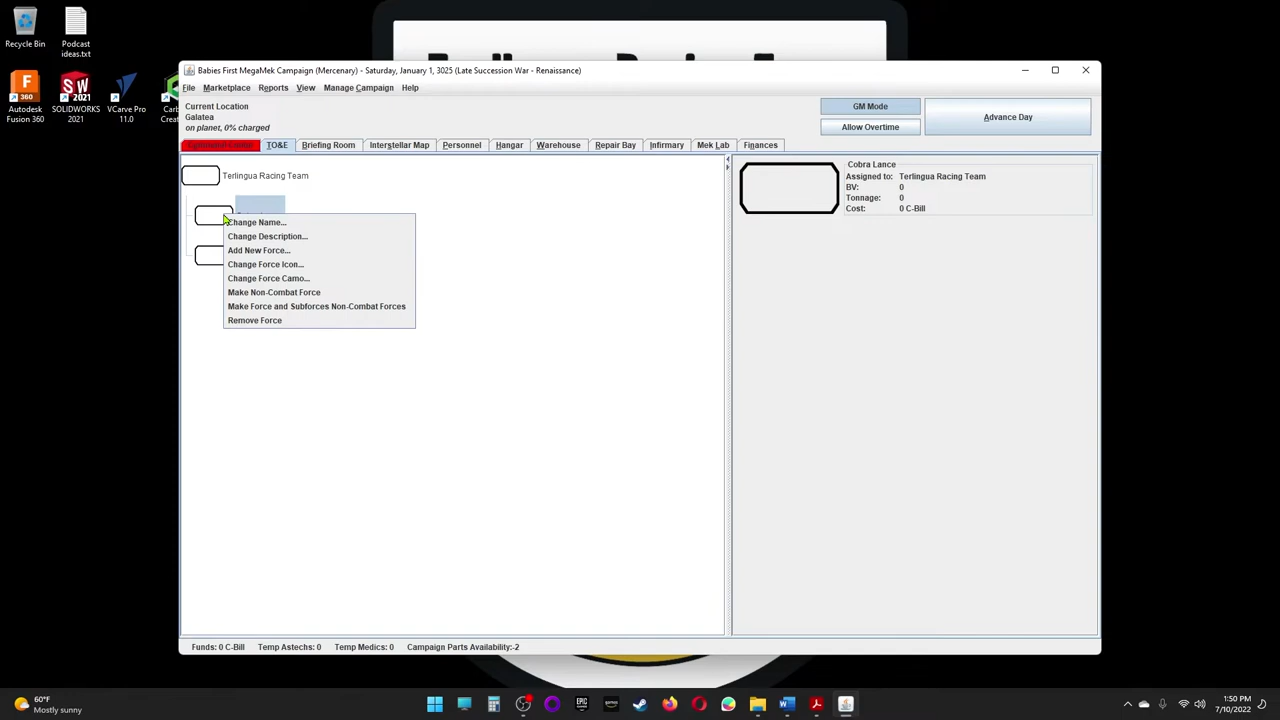 Recycle Bin
Podcast ideas.txt
Autodesk Fusion 360
SOLIDWORKS 2021
VCarve Pro 11.0
Babies First MegaMek Campaign (Mercenary) - Saturday, January 1, 3025 (Late Succession War - Renaissance)
File Marketplace Reports View Manage Campaign Help
Current Location
Galatea
on planet, 0% charged
GM Mode
Allow Overtime
Advance Day
TO&E Briefing Room Interstellar Map Personnel Hangar Warehouse Repair Bay Infirmary Mek Lab Finances
Terlingua Racing Team
Change Name...
Change Description...
Add New Force...
Change Force Icon...
Change Force Camo...
Make Non-Combat Force
Make Force and Subforces Non-Combat Forces
Remove Force
Cobra Lance
Assigned to: Terlingua Racing Team
BV: 0
Tonnage: 0
Cost: 0 C-Bill
Funds: 0 C-Bill Temp Astechs: 0 Temp Medics: 0 Campaign Parts Availability:-2
60°F
Mostly sunny
1:50 PM
7/10/2022